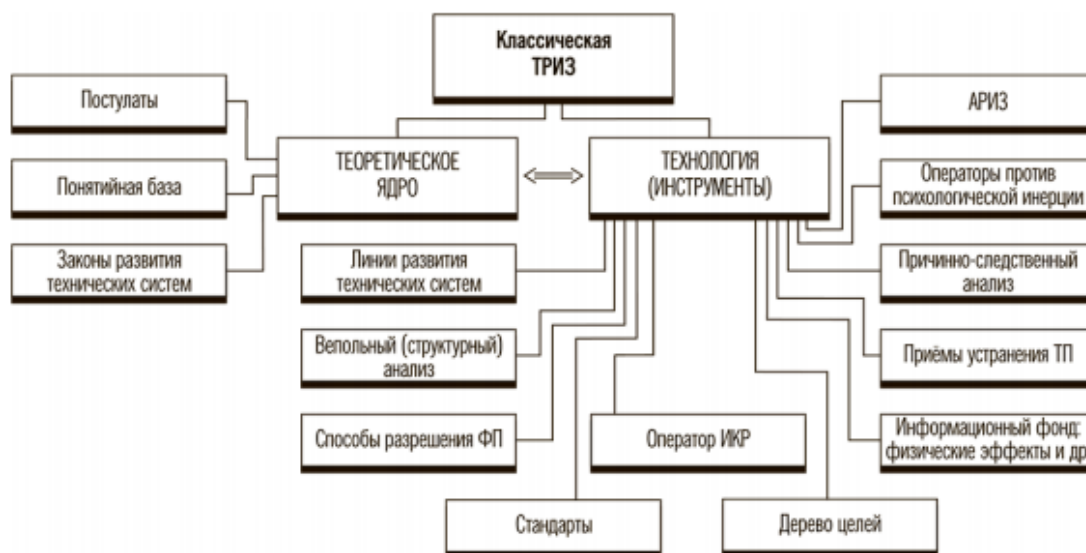 Классическая
ТРИЗ
Постулаты
АРИЗ
ТЕОРЕТИЧЕСКОЕ
ЯДРО
ТЕХНОЛОГИЯ
(ИНСТРУМЕНТЫ)
Понятийная база
Операторы против
психологической инерции
Законы развития
технических систем
Линии развития
технических систем
Причинно-следственный
анализ
Вепольный (структурный)
анализ
Приёмы устранения ТП
Способы разрешения ФП
Оператор ИКР
Информационный фонд:
физические эффекты и др
Стандарты
Дерево целей